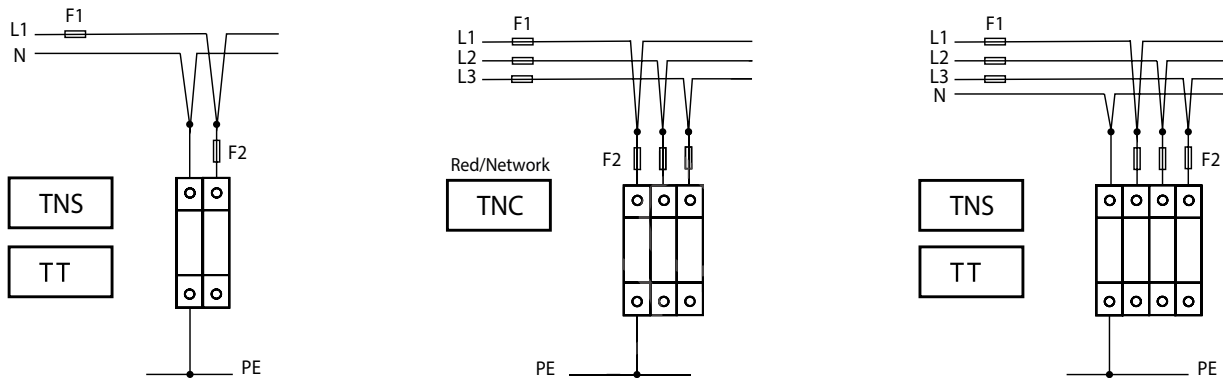 F1
L1
N
F2
TNS
TT
PE
F1
L1
L2
L3
F2
Red/Network
TNC
PE
F1
L1
L2
L3
N
F2
TNS
TT
PE